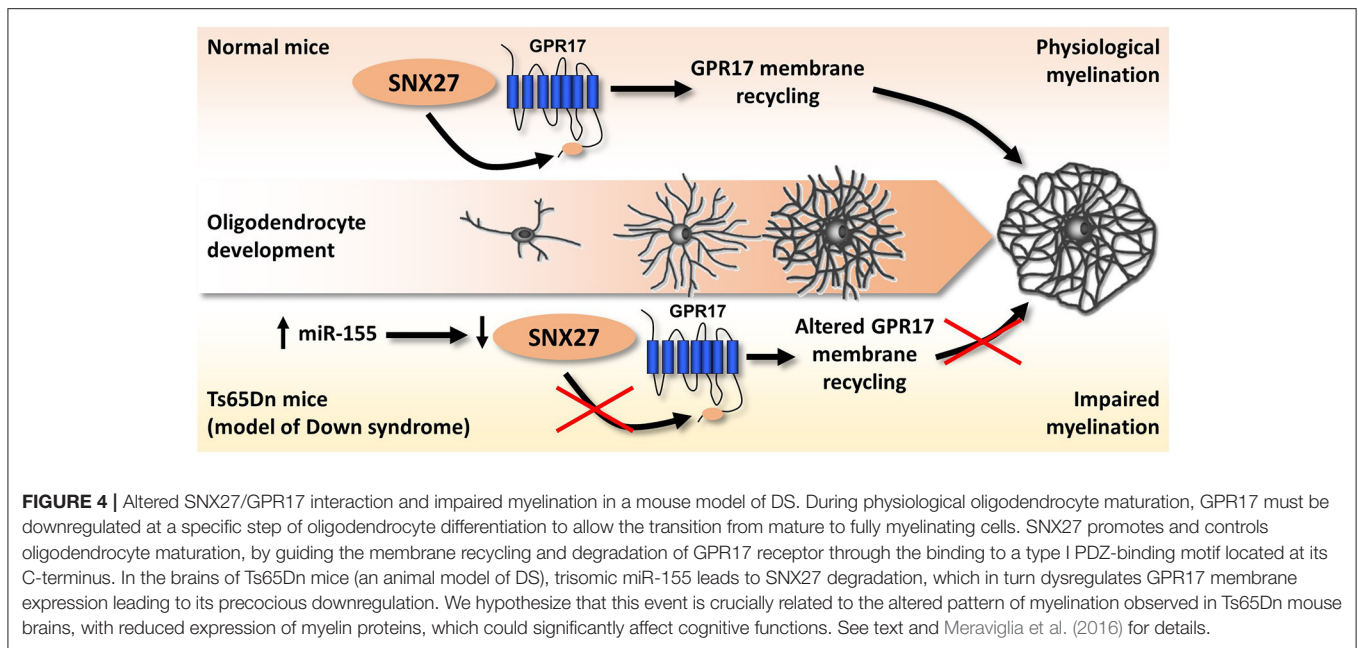 Normal mice
GPR17
SNX27
GPR17 membrane
recycling
Physiological
myelination
Oligodendrocyte
development
miR-155
SNX27
GPR17
Altered GPR17
membrane
recycling
Ts65Dn mice
(model of Down syndrome)
Impaired
myelination
FIGURE 4 | Altered SNX27/GPR17 interaction and impaired myelination in a mouse model of DS. During physiological oligodendrocyte maturation, GPR17 must be
downregulated at a specific step of oligodendrocyte differentiation to allow the transition from mature to fully myelinating cells. SNX27 promotes and controls
oligodendrocyte maturation, by guiding the membrane recycling and degradation of GPR17 receptor through the binding to a type I PDZ-binding motif located at its
C-terminus. In the brains of Ts65Dn mice (an animal model of DS), trisomic miR-155 leads to SNX27 degradation, which in turn dysregulates GPR17 membrane
expression leading to its precocious downregulation. We hypothesize that this event is crucially related to the altered pattern of myelination observed in Ts65Dn mouse
brains, with reduced expression of myelin proteins, which could significantly affect cognitive functions. See text and Meraviglia et al. (2016) for details.